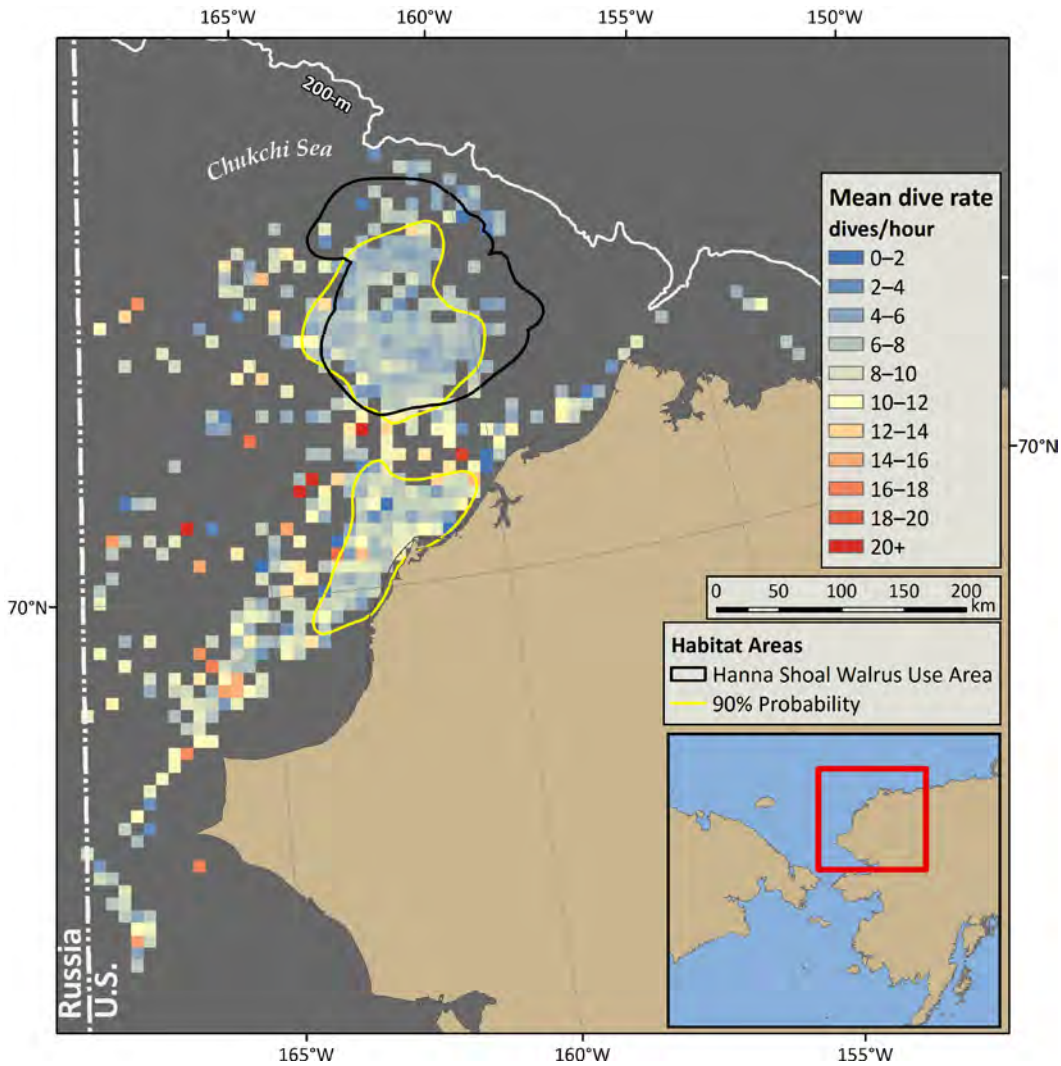 165°W
160°W
155°W
150°W
200-m
Chukchi Sea
Mean dive rate
dives/hour
0–2
2–4
4–6
6–8
8–10
10–12
12–14
14–16
16–18
18–20
20+
70°N
0 50 100 150 200
km
70°N
Habitat Areas
Hanna Shoal Walrus Use Area
90% Probability
Russia
U.S.
165°W
160°W
155°W